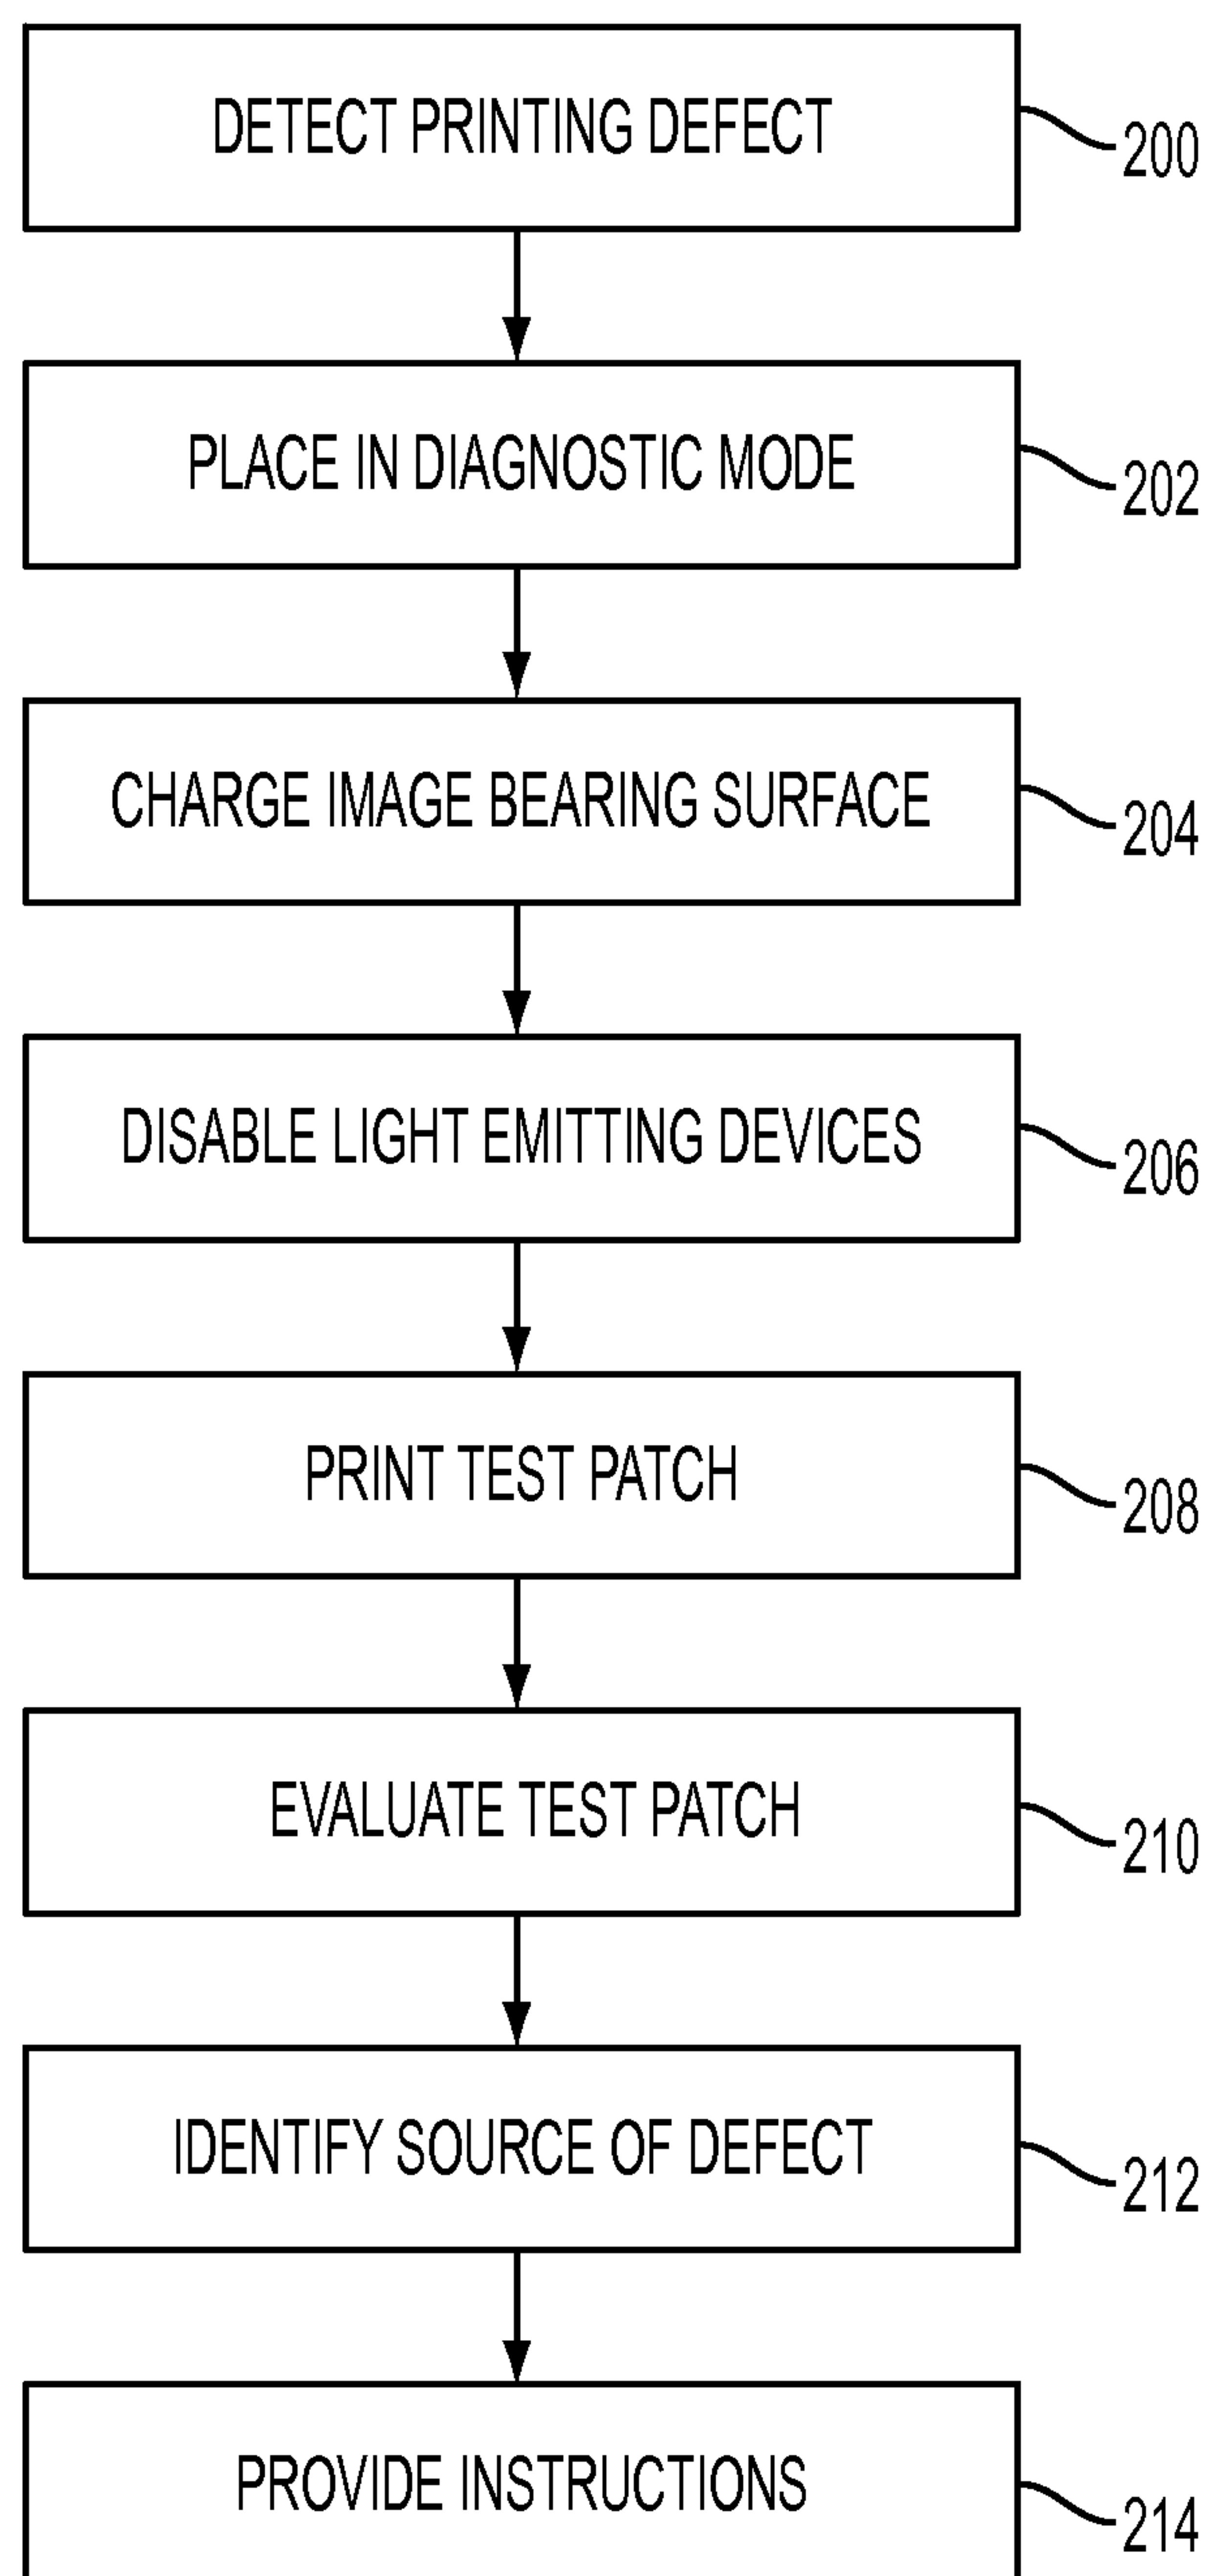 DETECT PRINTING DEFECT
200
PLACE IN DIAGNOSTIC MODE
202
CHARGE IMAGE BEARING SURFACE
204
DISABLE LIGHT EMITTING DEVICES
206
PRINT TEST PATCH
208
EVALUATE TEST PATCH
210
IDENTIFY SOURCE OF DEFECT
212
PROVIDE INSTRUCTIONS
214